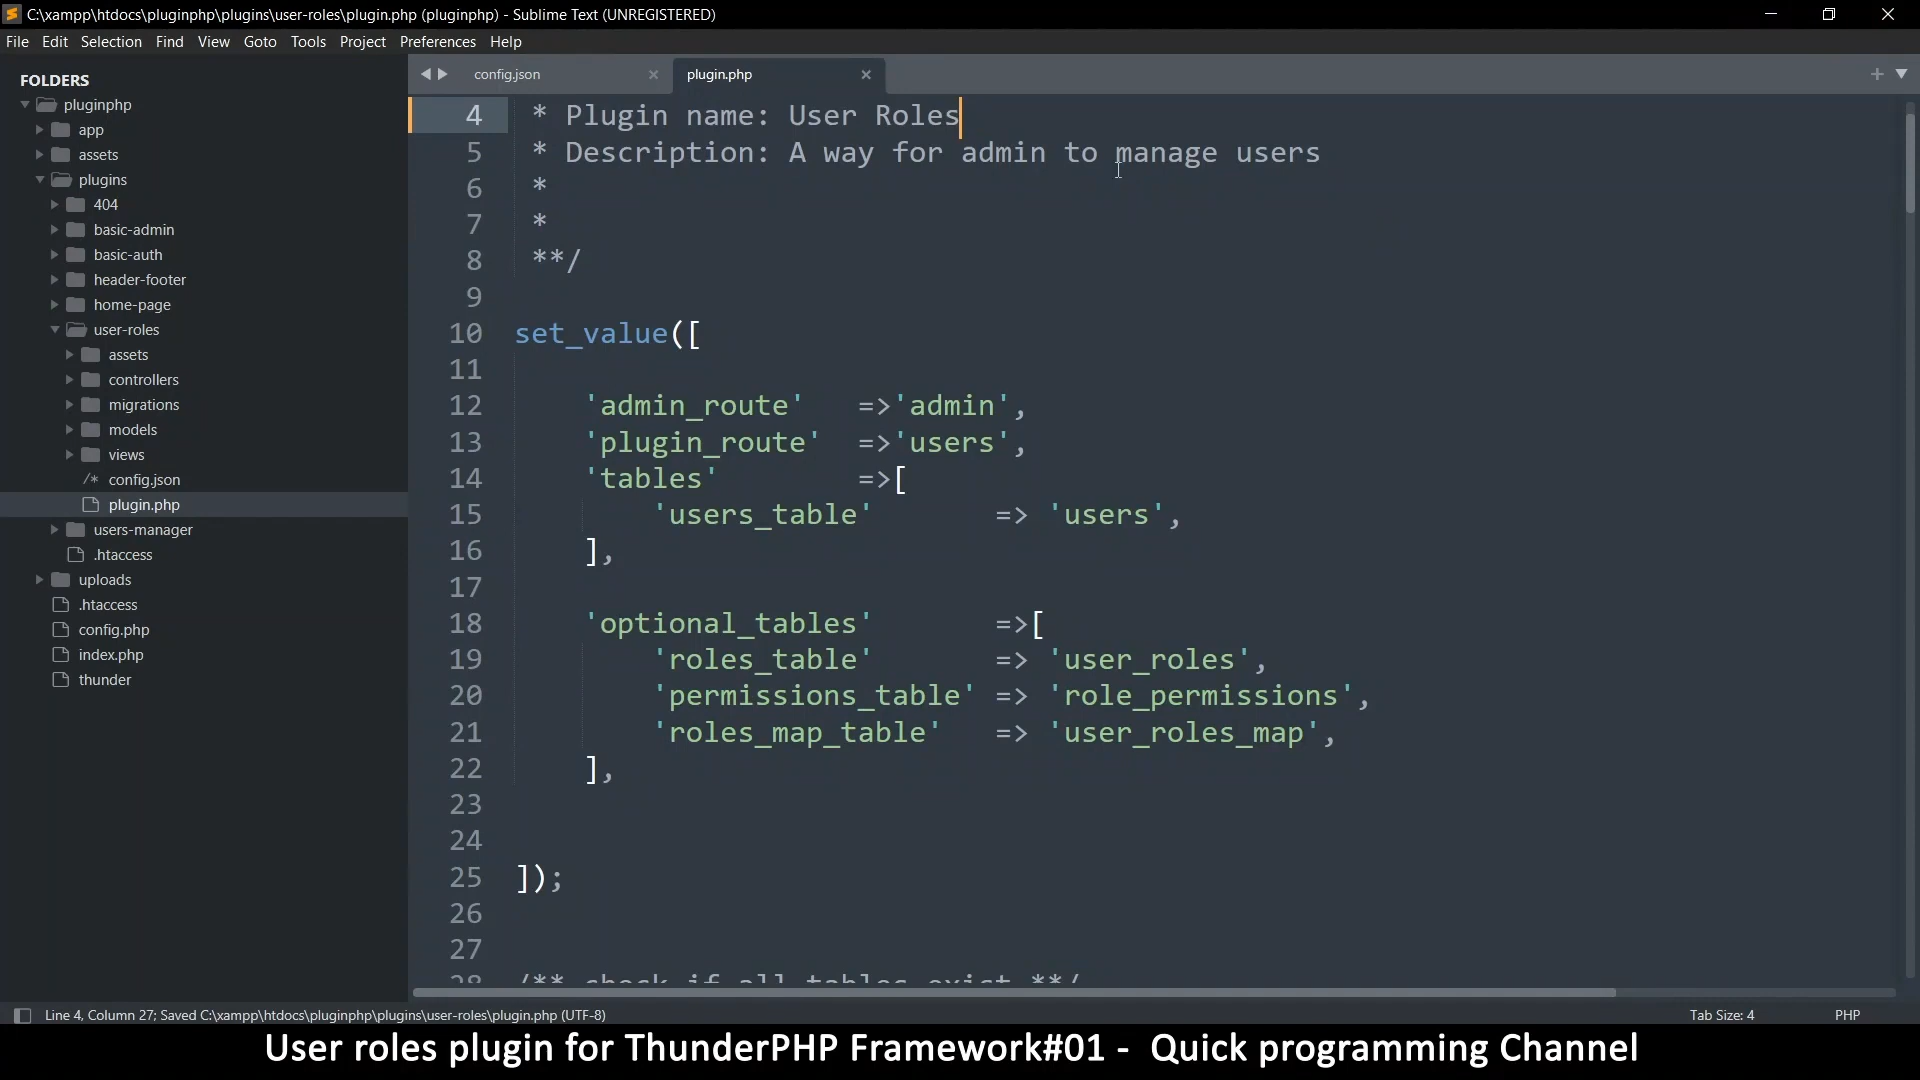 C:\xampp\htdocs\pluginphp\plugins\user-roles\plugin.php (pluginphp) - Sublime Text (UNREGISTERED)
File Edit Selection Find View Goto Tools Project Preferences Help
FOLDERS
pluginphp
app
assets
plugins
404
basic-admin
basic-auth
header-footer
home-page
user-roles
assets
controllers
migrations
models
views
/* config.json
plugin.php
users-manager
.htaccess
uploads
.htaccess
config.php
index.php
thunder
config.json
plugin.php
4 * Plugin name: User Roles
5 * Description: A way for admin to manage users
6 *
7 *
8 **/
9
10 set_value([
11
12 'admin_route' =>'admin',
13 'plugin_route' =>'users',
14 'tables' =>[
15 'users_table' => 'users',
16 ],
17
18 'optional_tables' =>[
19 'roles_table' => 'user_roles',
20 'permissions_table' => 'role_permissions',
21 'roles_map_table' => 'user_roles_map',
22 ],
23
24
25 ]);
26
27
28 /** check if all tables exist **/
Line 4, Column 27; Saved C:\xampp\htdocs\pluginphp\plugins\user-roles\plugin.php (UTF-8)
Tab Size: 4
PHP
User roles plugin for ThunderPHP Framework#01 - Quick programming Channel